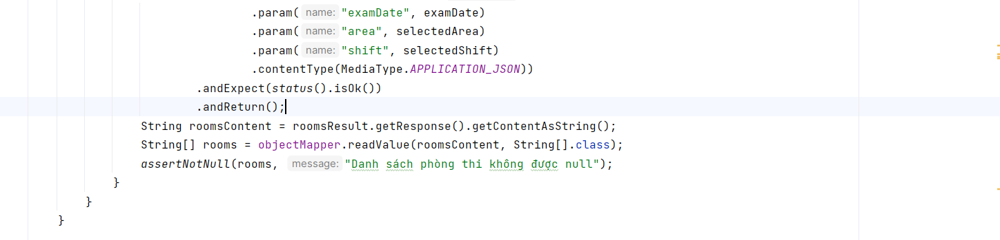 .param( name: "examDate", examDate)
.param( name: "area", selectedArea)
.param( name: "shift", selectedShift)
.contentType(MediaType.APPLICATION_JSON))
.andExpect(status().isOk())
.andReturn();
String roomsContent = roomsResult.getResponse().getContentAsString();
String[] rooms = objectMapper.readValue(roomsContent, String[].class);
assertNotNull(rooms, message: "Danh sách phòng thi không được null");
}
}
}